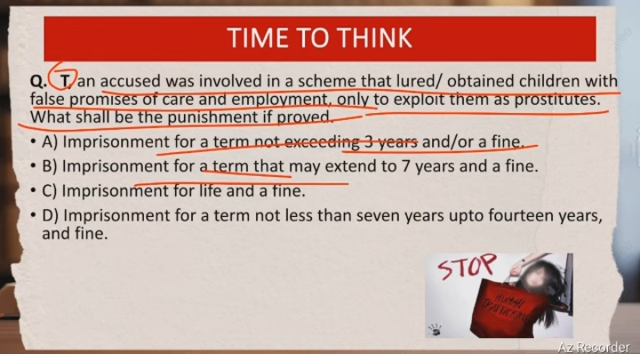 TIME TO THINK
Q. T, an accused was involved in a scheme that lured/ obtained children with
false promises of care and employment, only to exploit them as prostitutes.
What shall be the punishment if proved.
• A) Imprisonment for a term not exceeding 3 years and/or a fine.
• B) Imprisonment for a term that may extend to 7 years and a fine.
• C) Imprisonment for life and a fine.
• D) Imprisonment for a term not less than seven years upto fourteen years,
and fine.
STOP
HUMAN
TRAFFICKING
Az Recorder